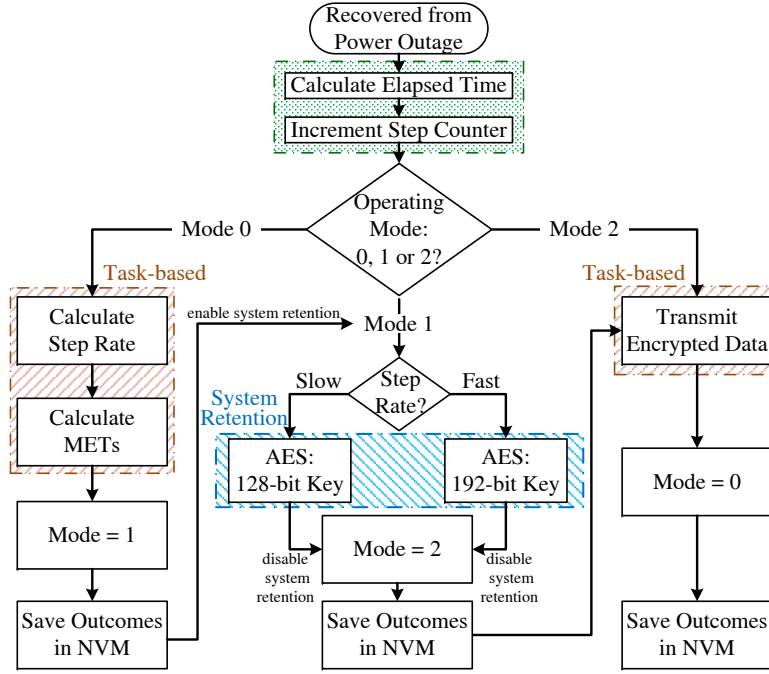 Recovered from
Power Outage
Calculate Elapsed Time
Increment Step Counter
Operating
Mode:
0, 1 or 2?
Mode 0
Mode 2
Task-based
Task-based
Calculate
Step Rate
enable system retention
Mode 1
Transmit
Encrypted Data
Slow
Step
Rate?
Fast
System
Retention
Calculate
METs
AES:
128-bit Key
AES:
192-bit Key
Mode = 0
Mode = 1
Mode = 2
disable
system
retention
disable
system
retention
Save Outcomes
in NVM
Save Outcomes
in NVM
Save Outcomes
in NVM